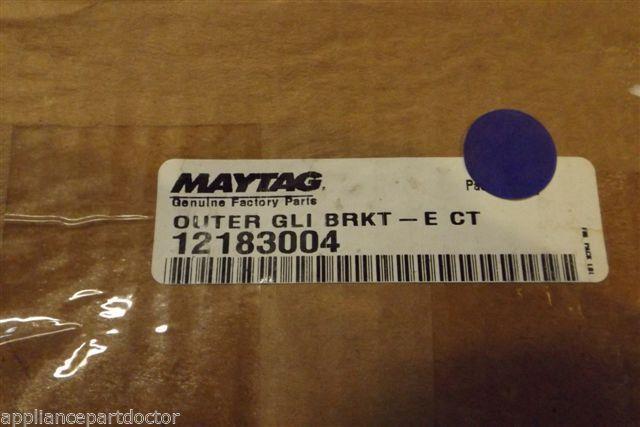 MAYTAG
Genuine Factory Parts
OUTER GLI BRKT – E CT
12183004
appliancepartdoctor